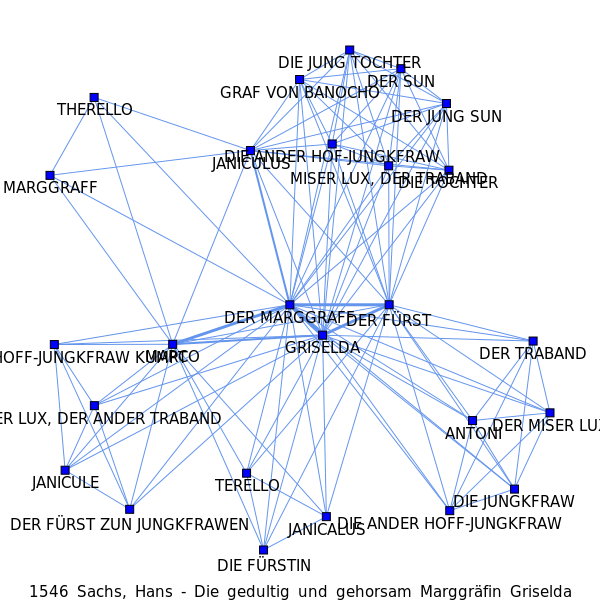 DIE JUNG TOCHTER
DER SUN
GRAF VON BANOCHO
THERELLO
DER JUNG SUN
DIE ANDER HOF-JUNGKFRAW
JANICULUS
MISER LUX, DER TRABAND
DIE TOCHTER
MARGGRAFF
DER MARGGRAFF
DER FÜRST
GRISELDA
HOFF-JUNGKFRAW KUMPT
MARCO
DER TRABAND
ER LUX, DER ANDER TRABAND
DER MISER LUX
ANTONI
JANICULE
TERELLO
DIE JUNGKFRAW
DER FÜRST ZUN JUNGKFRAWEN
JANICALUS
DIE ANDER HOFF-JUNGKFRAW
DIE FÜRSTIN
1546 Sachs, Hans - Die gedultig und gehorsam Marggräfin Griselda